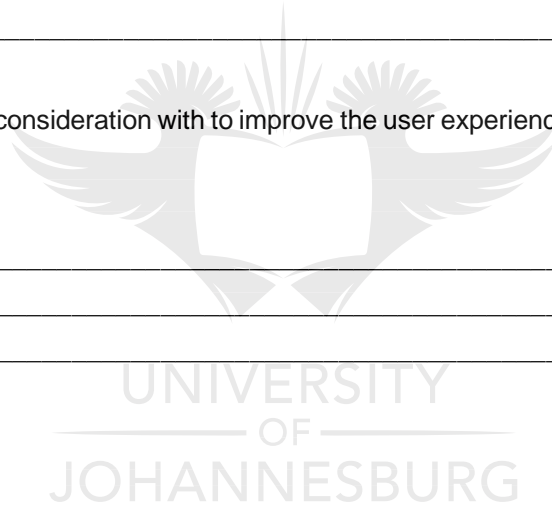 consideration with to improve the user experienc
UNIVERSITY
OF
JOHANNESBURG